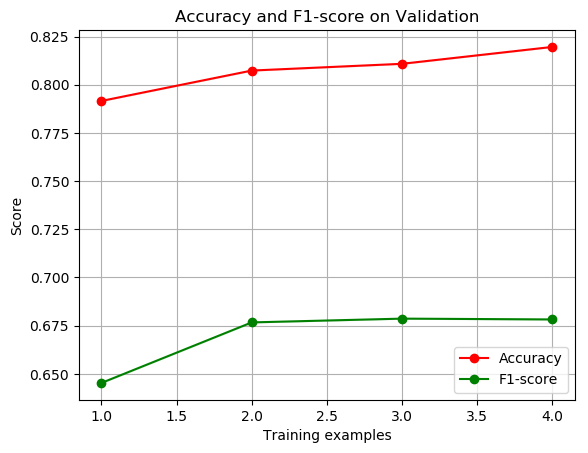 Accuracy and F1-score on Validation
0.825
0.800
0.775
0.750
0.725
0.700
0.675
0.650
Score
1.0 1.5 2.0 2.5 3.0 3.5 4.0
Training examples
Accuracy
F1-score